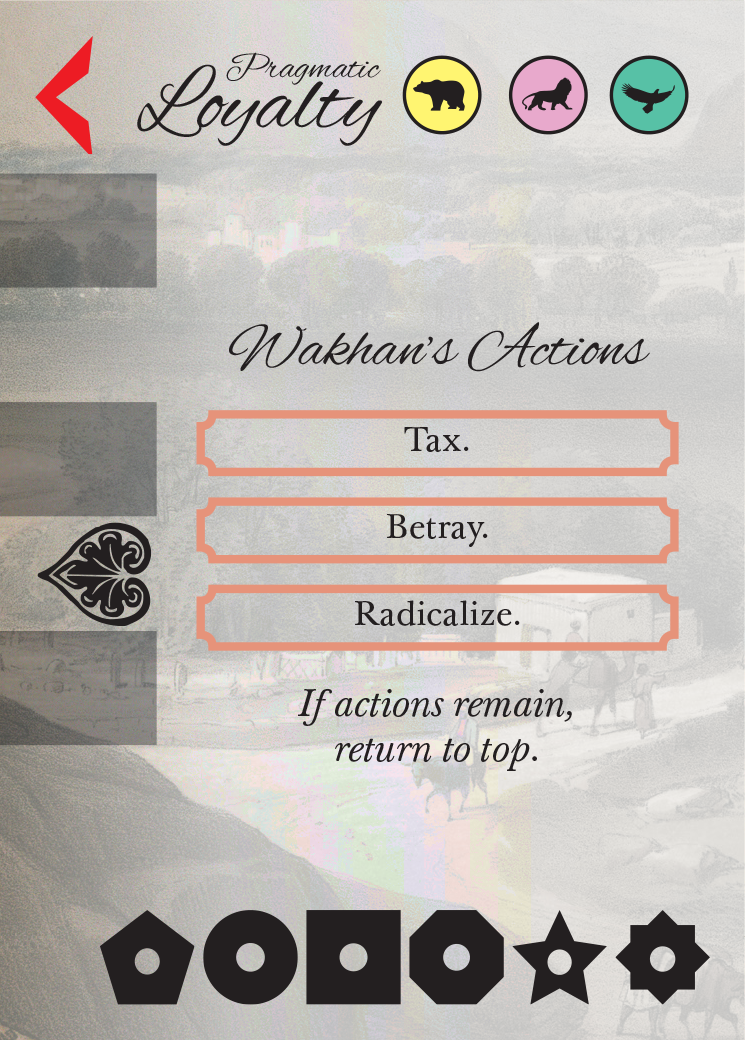 Pragmatic
Loyalty
Wakhan's Actions
Tax.
Betray.
Radicalize.
If actions remain,
return to top.